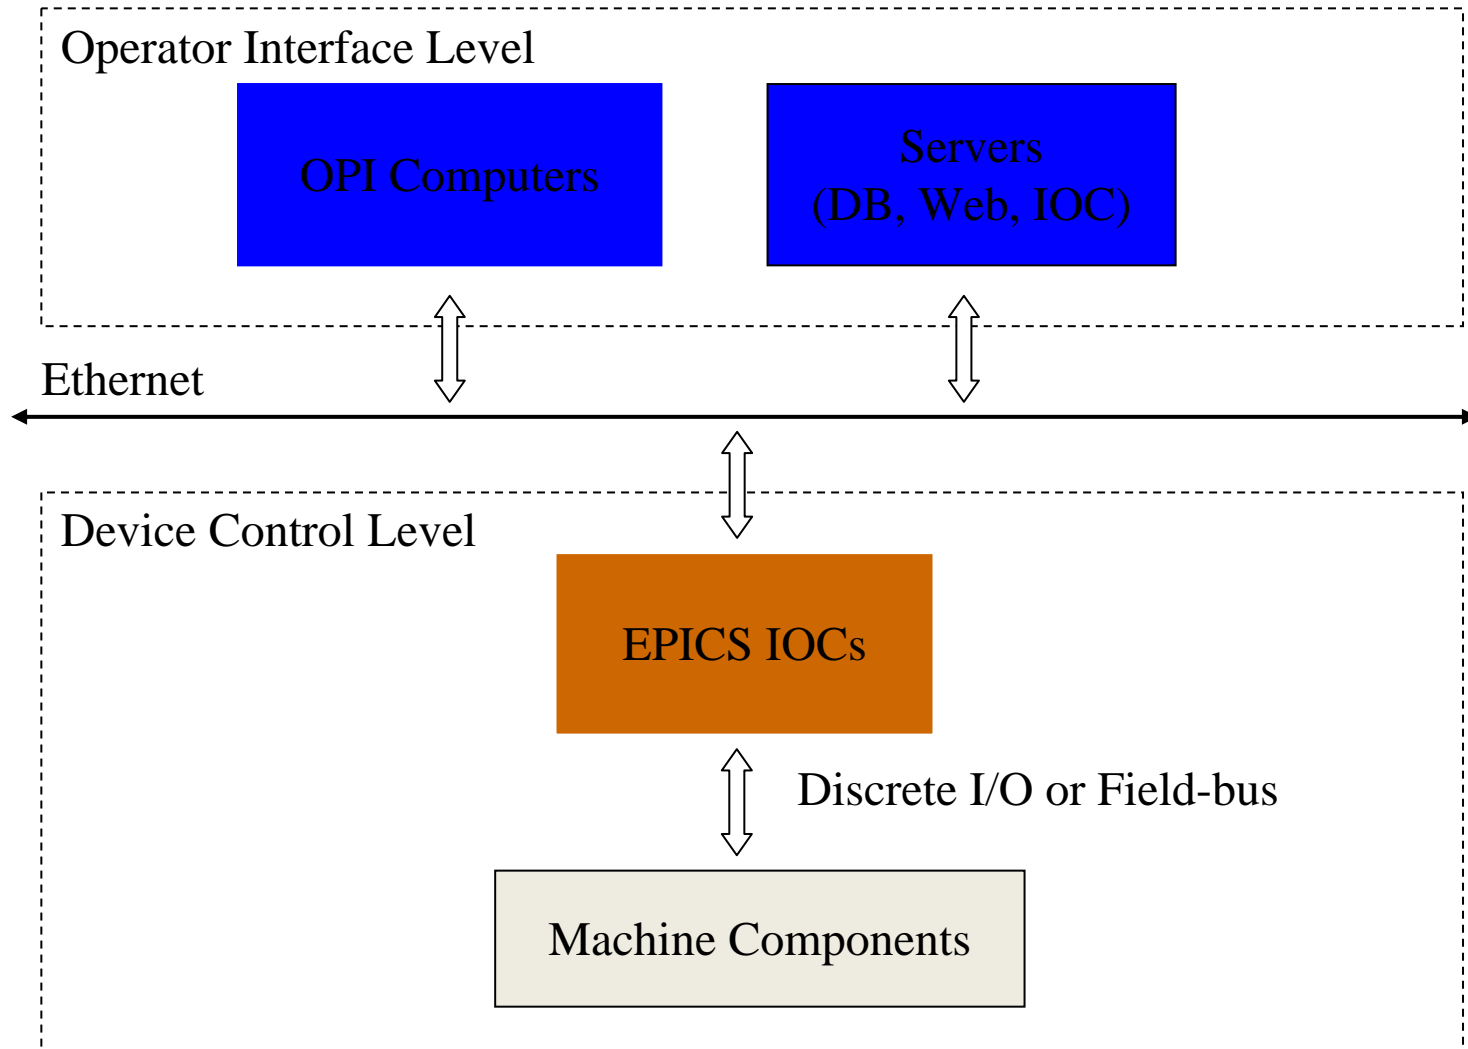 Operator Interface Level
OPI Computers
Servers
(DB, Web, IOC)
Ethernet
Device Control Level
EPICS IOCs
Discrete I/O or Field-bus
Machine Components